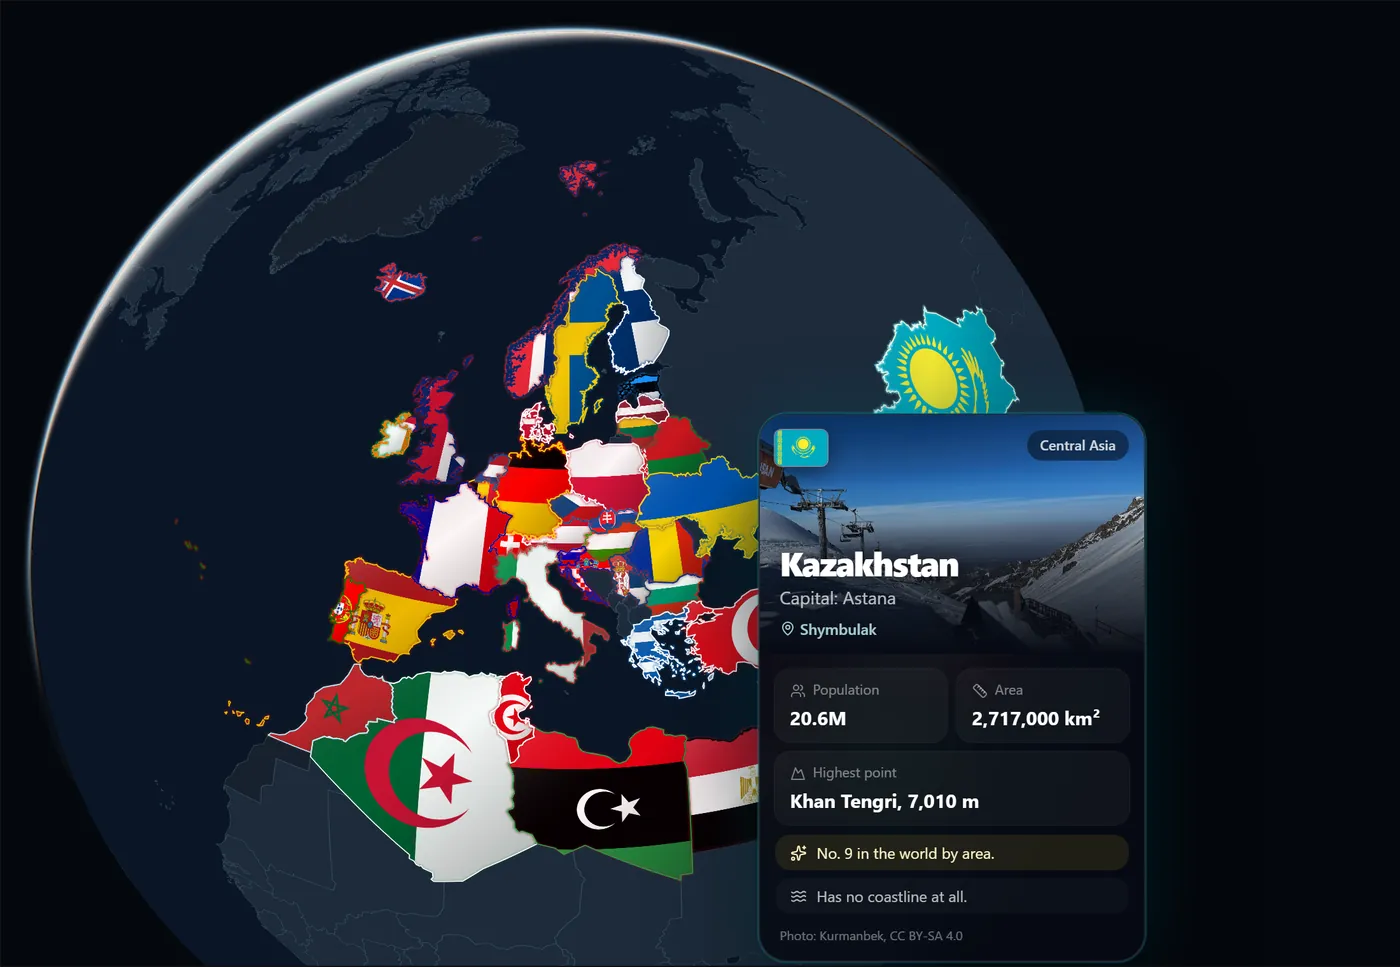 Central Asia
Kazakhstan
Capital: Astana
Shymbulak
Population
20.6M
Area
2,717,000 km²
Highest point
Khan Tengri, 7,010 m
No. 9 in the world by area.
Has no coastline at all.
Photo: Kurmanbek, CC BY-SA 4.0